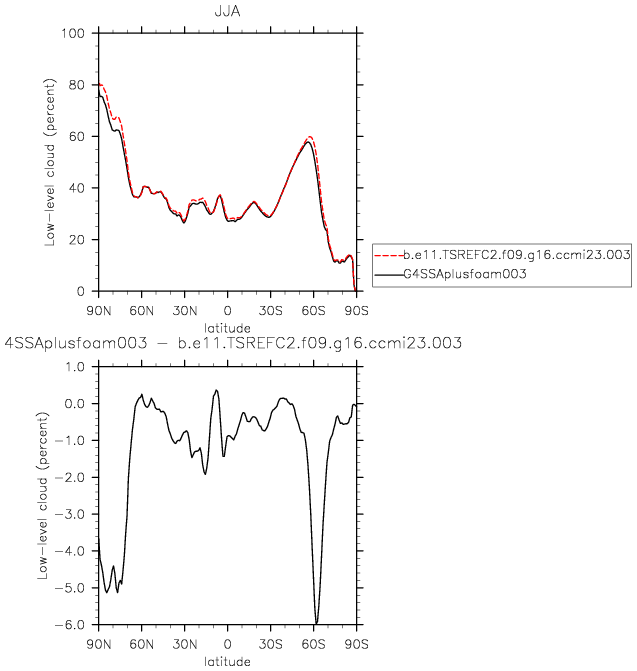 JJA
100
80
60
40
20
0
Low-level cloud (percent)
90N 60N 30N 0 30S 60S 90S
latitude
b.e11.TSREFC2.f09.g16.ccmi23.003
G4SSAplusfoam003
4SSAplusfoam003 - b.e11.TSREFC2.f09.g16.ccmi23.003
1.0
0.0
-1.0
-2.0
-3.0
-4.0
-5.0
-6.0
Low-level cloud (percent)
90N 60N 30N 0 30S 60S 90S
latitude